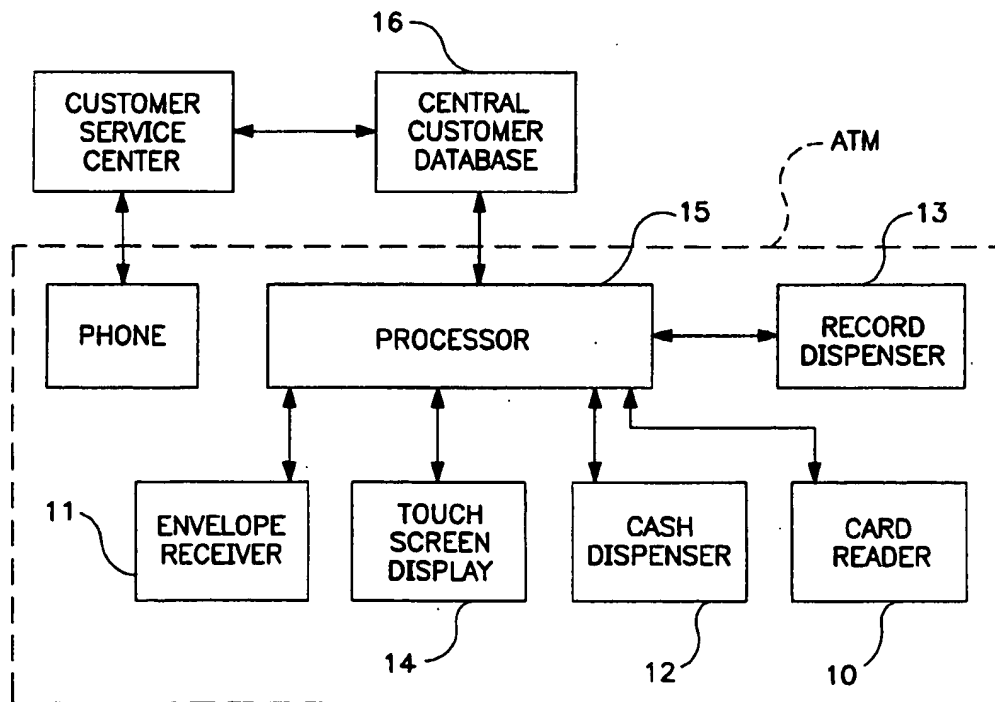 16
CUSTOMER
SERVICE
CENTER
CENTRAL
CUSTOMER
DATABASE
ATM
15
13
PHONE
PROCESSOR
RECORD
DISPENSER
11
ENVELOPE
RECEIVER
TOUCH
SCREEN
DISPLAY
CASH
DISPENSER
CARD
READER
14
12
10